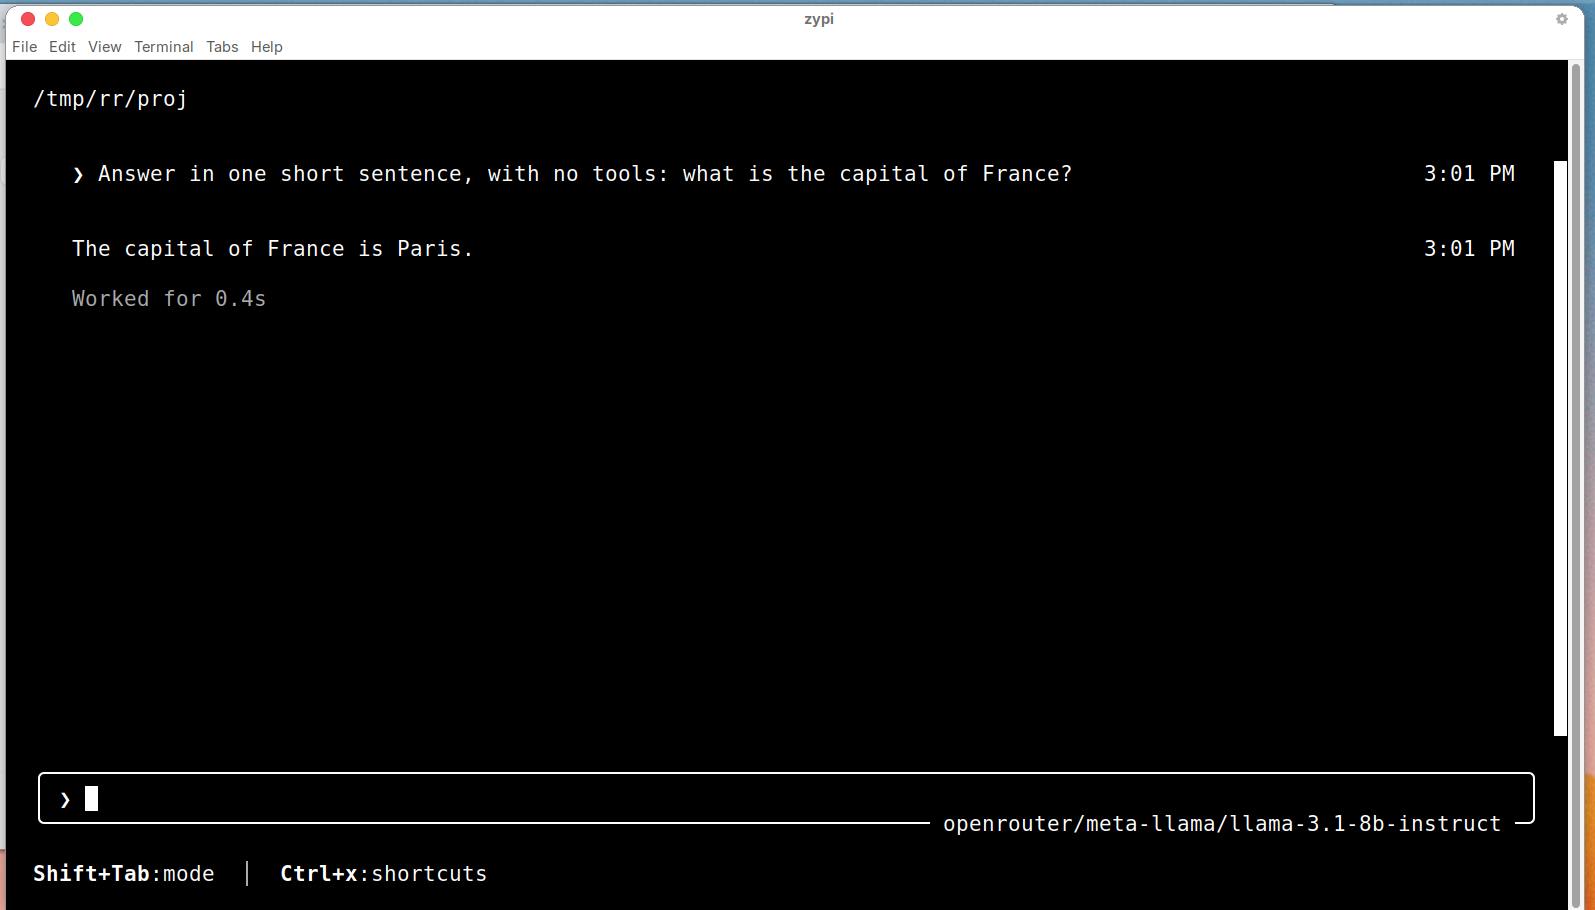 zypi
File Edit View Terminal Tabs Help
/tmp/rr/proj
❯ Answer in one short sentence, with no tools: what is the capital of France? 3:01 PM
The capital of France is Paris. 3:01 PM
Worked for 0.4s
❯
openrouter/meta-llama/llama-3.1-8b-instruct
Shift+Tab:mode │ Ctrl+x:shortcuts